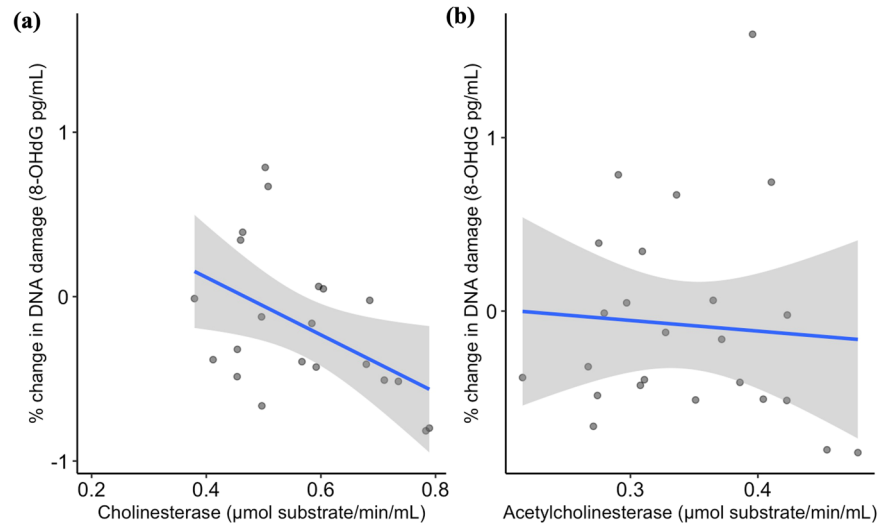 (a)
(b)
% change in DNA damage (8-OHdG pg/mL)
1
0
-1
0.2
0.4
0.6
0.8
Cholinesterase (µmol substrate/min/mL)
% change in DNA damage (8-OHdG pg/mL)
1
0
0.3
0.4
Acetylcholinesterase (µmol substrate/min/mL)